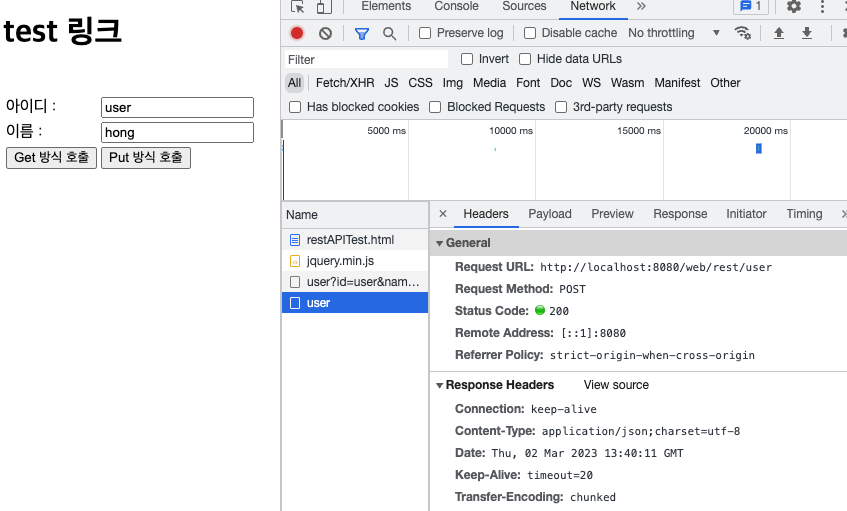 test 링크
아이디 : user
이름 : hong
Get 방식 호출 Put 방식 호출
Elements Console Sources Network » 1
Preserve log Disable cache No throttling
Filter Invert Hide data URLs
All Fetch/XHR JS CSS Img Media Font Doc WS Wasm Manifest Other
Has blocked cookies Blocked Requests 3rd-party requests
5000 ms 10000 ms 15000 ms 20000 ms
Name
restAPITest.html
jquery.min.js
user?id=user&nam…
user
× Headers Payload Preview Response Initiator Timing »
General
Request URL: http://localhost:8080/web/rest/user
Request Method: POST
Status Code: 200
Remote Address: [::1]:8080
Referrer Policy: strict-origin-when-cross-origin
Response Headers View source
Connection: keep-alive
Content-Type: application/json;charset=utf-8
Date: Thu, 02 Mar 2023 13:40:11 GMT
Keep-Alive: timeout=20
Transfer-Encoding: chunked